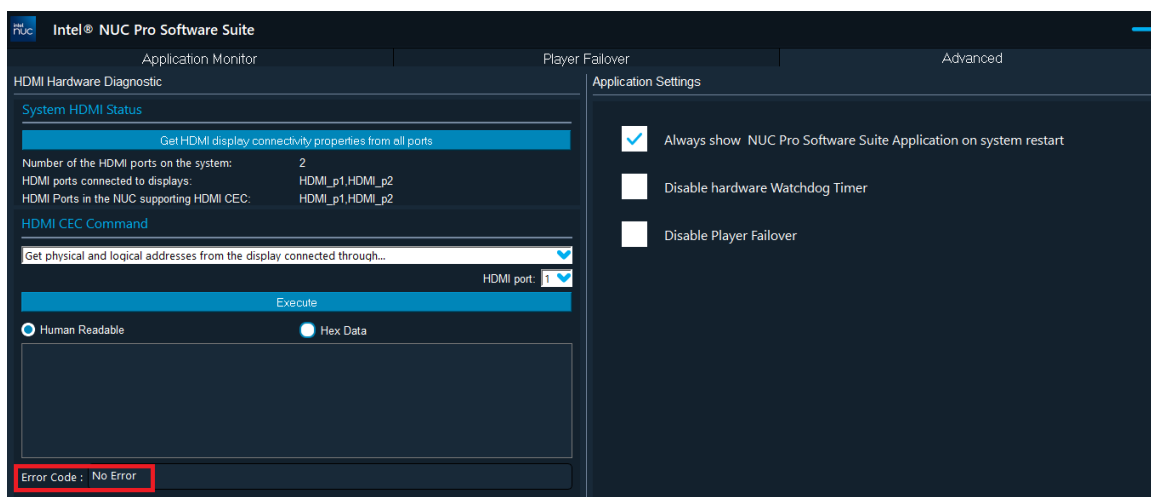 intel
nuc
Intel® NUC Pro Software Suite
Application Monitor
Player Failover
Advanced
HDMI Hardware Diagnostic
System HDMI Status
Get HDMI display connectivity properties from all ports
Number of the HDMI ports on the system: 2
HDMI ports connected to displays: HDMI_p1,HDMI_p2
HDMI Ports in the NUC supporting HDMI CEC: HDMI_p1,HDMI_p2
HDMI CEC Command
Get physical and logical addresses from the display connected through...
HDMI port: 1
Execute
Human Readable
Hex Data
Error Code : No Error
Application Settings
Always show NUC Pro Software Suite Application on system restart
Disable hardware Watchdog Timer
Disable Player Failover